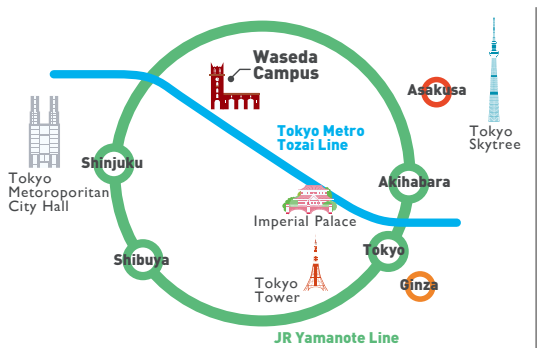 Waseda
Campus
Asakusa
Tokyo
Skytree
Tokyo Metro
Tozai Line
Shinjuku
Tokyo
Metoroporitan
City Hall
Akihabara
Imperial Palace
Tokyo
Shibuya
Tokyo
Tower
Ginza
JR Yamanote Line